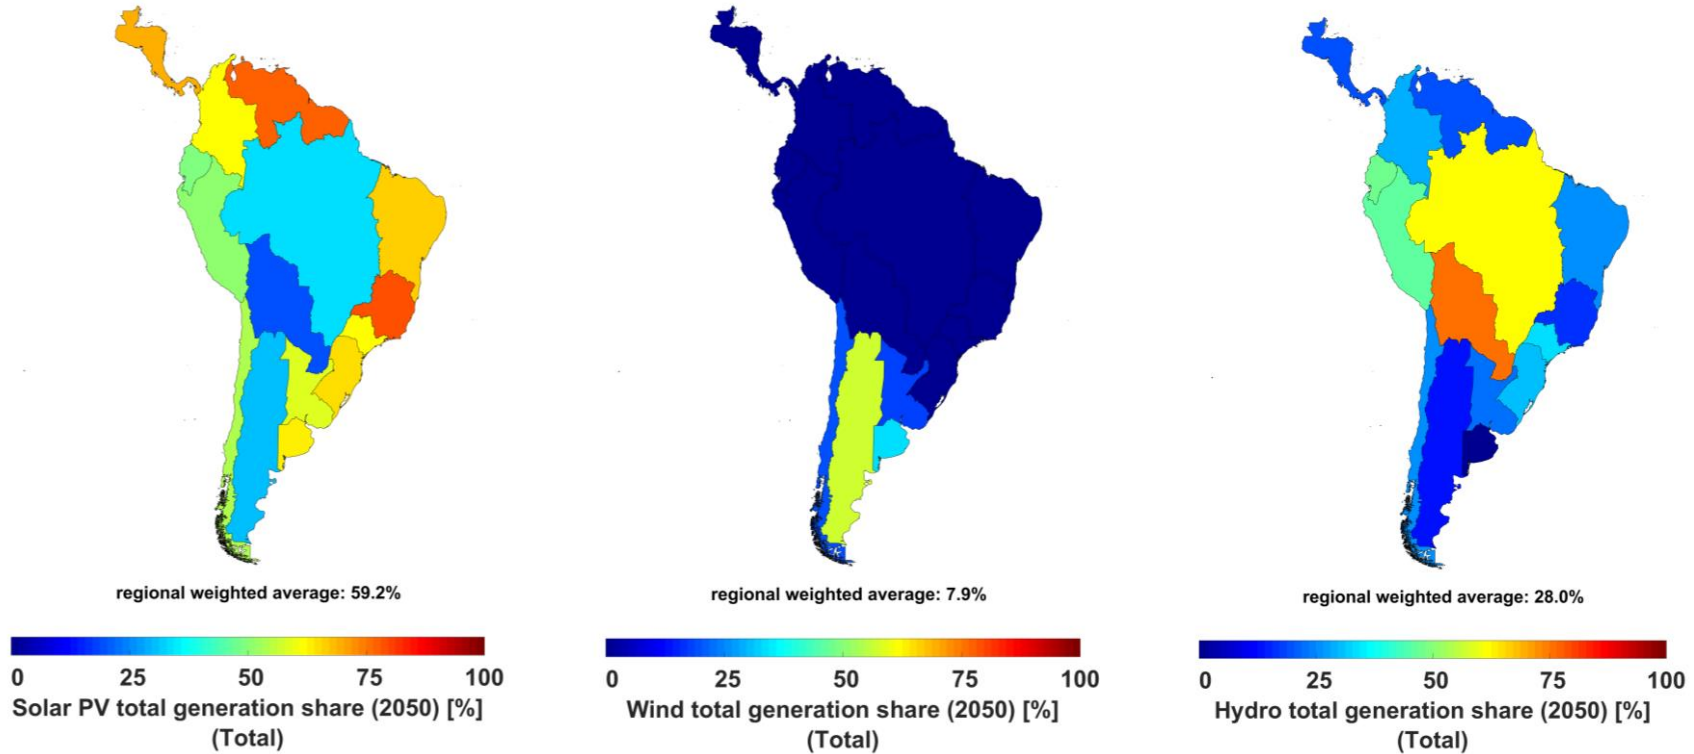 regional weighted average: 59.2%
0 25 50 75 100
Solar PV total generation share (2050) [%]
(Total)
regional weighted average: 7.9%
0 25 50 75 100
Wind total generation share (2050) [%]
(Total)
regional weighted average: 28.0%
0 25 50 75 100
Hydro total generation share (2050) [%]
(Total)